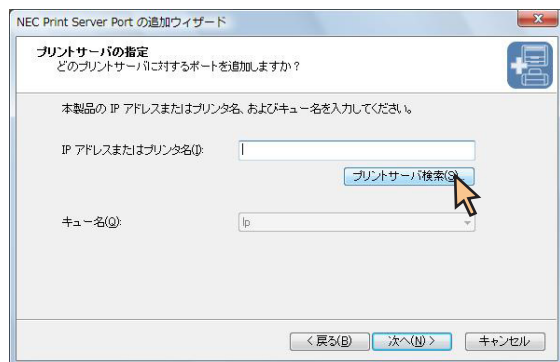 NEC Print Server Port の追加ウィザード
プリントサーバの指定
どのプリントサーバに対するポートを追加しますか?
本製品の IP アドレスまたはプリンタ名、およびキュー名を入力してください。
IP アドレスまたはプリンタ名(I):
プリントサーバ検索(S)...
キュー名(Q):
lp
< 戻る(B)
次へ(N) >
キャンセル